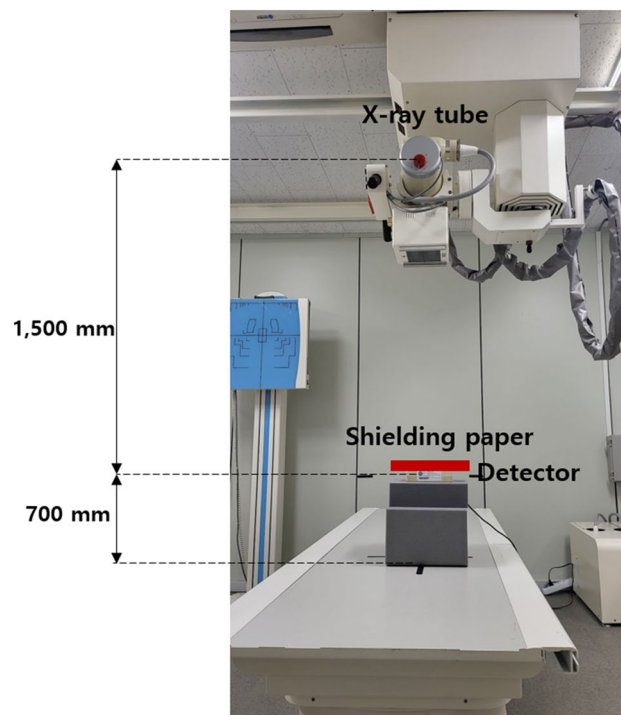 X-ray tube
1,500 mm
Shielding paper
Detector
700 mm